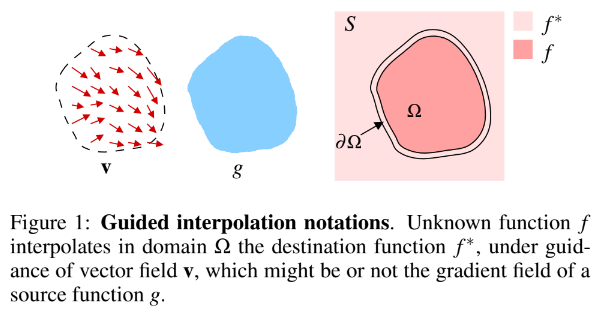 S
f*
f
Ω
∂Ω
v
g
Figure 1: Guided interpolation notations. Unknown function f
interpolates in domain Ω the destination function f*, under guid-
ance of vector field v, which might be or not the gradient field of a
source function g.